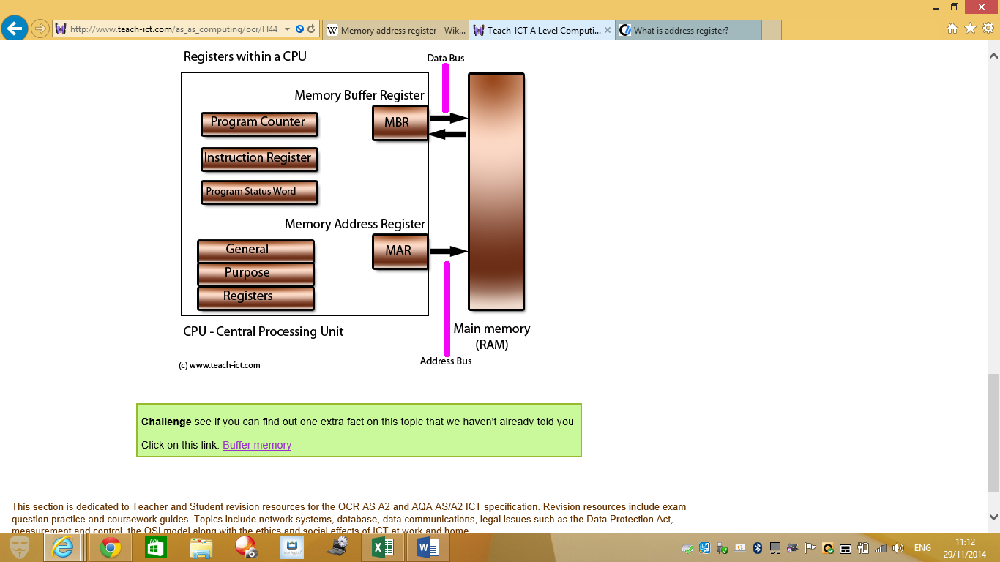 http://www.teach-ict.com/as_as_computing/ocr/H44
Memory address register - Wik...
Teach-ICT A Level Computi...
What is address register?
Registers within a CPU
Data Bus
Memory Buffer Register
Program Counter
MBR
Instruction Register
Program Status Word
Memory Address Register
General
MAR
Purpose
Registers
CPU - Central Processing Unit
Main memory
(RAM)
Address Bus
(c) www.teach-ict.com
Challenge see if you can find out one extra fact on this topic that we haven't already told you
Click on this link: Buffer memory
This section is dedicated to Teacher and Student revision resources for the OCR AS A2 and AQA AS/A2 ICT specification. Revision resources include exam
question practice and coursework guides. Topics include network systems, database, data communications, legal issues such as the Data Protection Act,
measurement and control, the OSI model along with the ethics and social effects of ICT at work and home
ENG
11:12
29/11/2014